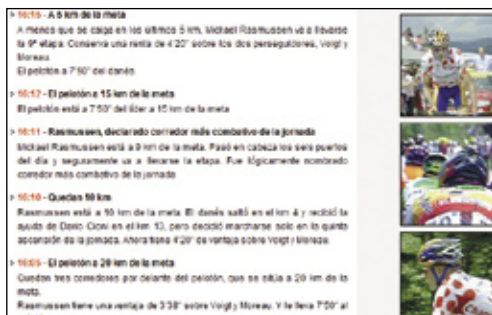 > 16:15 - A 5 km de la meta
A menos que se caiga en los últimos 5 km, Michael Rasmussen va a llevarse
la 9ª etapa. Conserva una renta de 4'20" sobre los dos perseguidores, Voigt y
Moreau.
El pelotón a 7'50" del danés
> 16:12 - El pelotón a 15 km de la meta
El pelotón está a 7'50" del líder a 15 km de la meta
> 16:11 - Rasmussen, declarado corredor más combativo de la jornada
Michael Rasmussen está a 9 km de la meta. Pasó en cabeza los seis puertos
del día y seguramente va a llevarse la etapa. Fue lógicamente nombrado
corredor más combativo de la jornada
> 16:10 - Quedan 10 km
Rasmussen está a 10 km de la meta. El danés saltó en el km 4 y recibió la
ayuda de Dario Cioni en el km 13, pero decidió marcharse solo en la quinta
ascensión de la jornada. Ahora tiene 4'20" de ventaja sobre Voigt y Moreau.
> 16:05 - El pelotón a 20 km de la meta
Quedan tres corredores por delante del pelotón, que se sitúa a 20 km de la
meta.
Rasmussen tiene una ventaja de 3'38" sobre Voigt y Moreau. Y le lleva 7'50" al